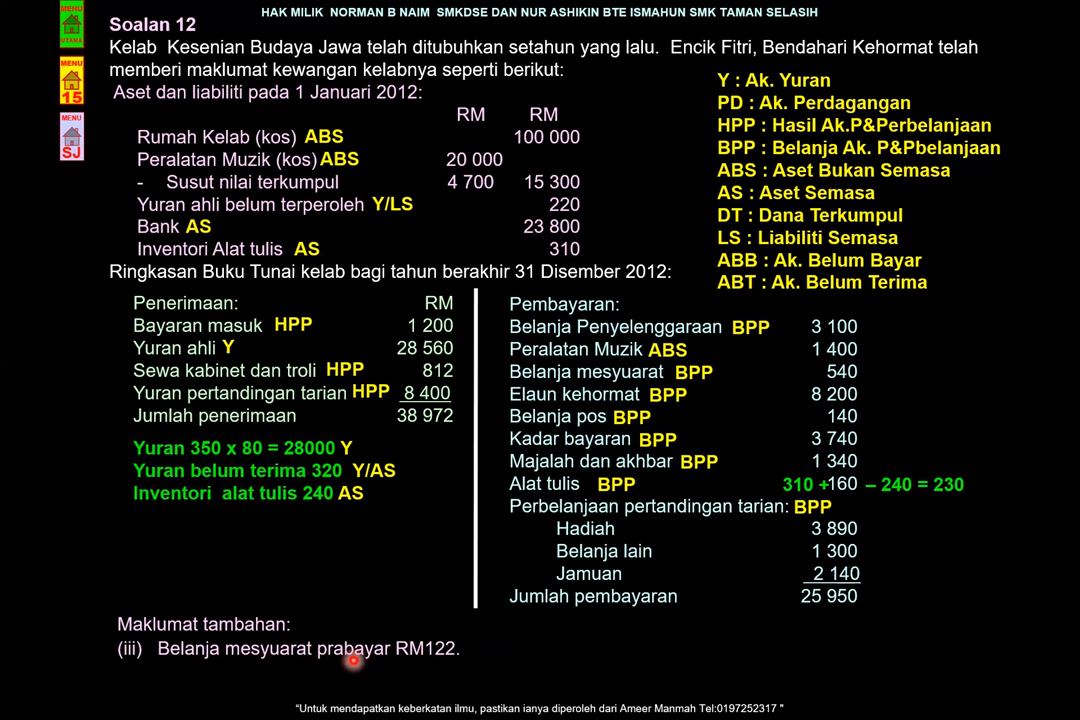 HAK MILIK NORMAN B NAIM SMKDSE DAN NUR ASHIKIN BTE ISMAHUN SMK TAMAN SELASIH
MENU
UTAMA
MENU
15
MENU
SJ
Soalan 12
Kelab Kesenian Budaya Jawa telah ditubuhkan setahun yang lalu. Encik Fitri, Bendahari Kehormat telah
memberi maklumat kewangan kelabnya seperti berikut:
Aset dan liabiliti pada 1 Januari 2012:
RM RM
Rumah Kelab (kos) ABS 100 000
Peralatan Muzik (kos) ABS 20 000
- Susut nilai terkumpul 4 700 15 300
Yuran ahli belum terperoleh Y/LS 220
Bank AS 23 800
Inventori Alat tulis AS 310
Y : Ak. Yuran
PD : Ak. Perdagangan
HPP : Hasil Ak.P&Perbelanjaan
BPP : Belanja Ak. P&Pbelanjaan
ABS : Aset Bukan Semasa
AS : Aset Semasa
DT : Dana Terkumpul
LS : Liabiliti Semasa
ABB : Ak. Belum Bayar
ABT : Ak. Belum Terima
Ringkasan Buku Tunai kelab bagi tahun berakhir 31 Disember 2012:
Penerimaan: RM
Bayaran masuk HPP 1 200
Yuran ahli Y 28 560
Sewa kabinet dan troli HPP 812
Yuran pertandingan tarian HPP 8 400
Jumlah penerimaan 38 972
Yuran 350 x 80 = 28000 Y
Yuran belum terima 320 Y/AS
Inventori alat tulis 240 AS
Pembayaran:
Belanja Penyelenggaraan BPP 3 100
Peralatan Muzik ABS 1 400
Belanja mesyuarat BPP 540
Elaun kehormat BPP 8 200
Belanja pos BPP 140
Kadar bayaran BPP 3 740
Majalah dan akhbar BPP 1 340
Alat tulis BPP 310 +160 – 240 = 230
Perbelanjaan pertandingan tarian: BPP
Hadiah 3 890
Belanja lain 1 300
Jamuan 2 140
Jumlah pembayaran 25 950
Maklumat tambahan:
(iii) Belanja mesyuarat prabayar RM122.
“Untuk mendapatkan keberkatan ilmu, pastikan ianya diperoleh dari Ameer Manmah Tel:0197252317 "